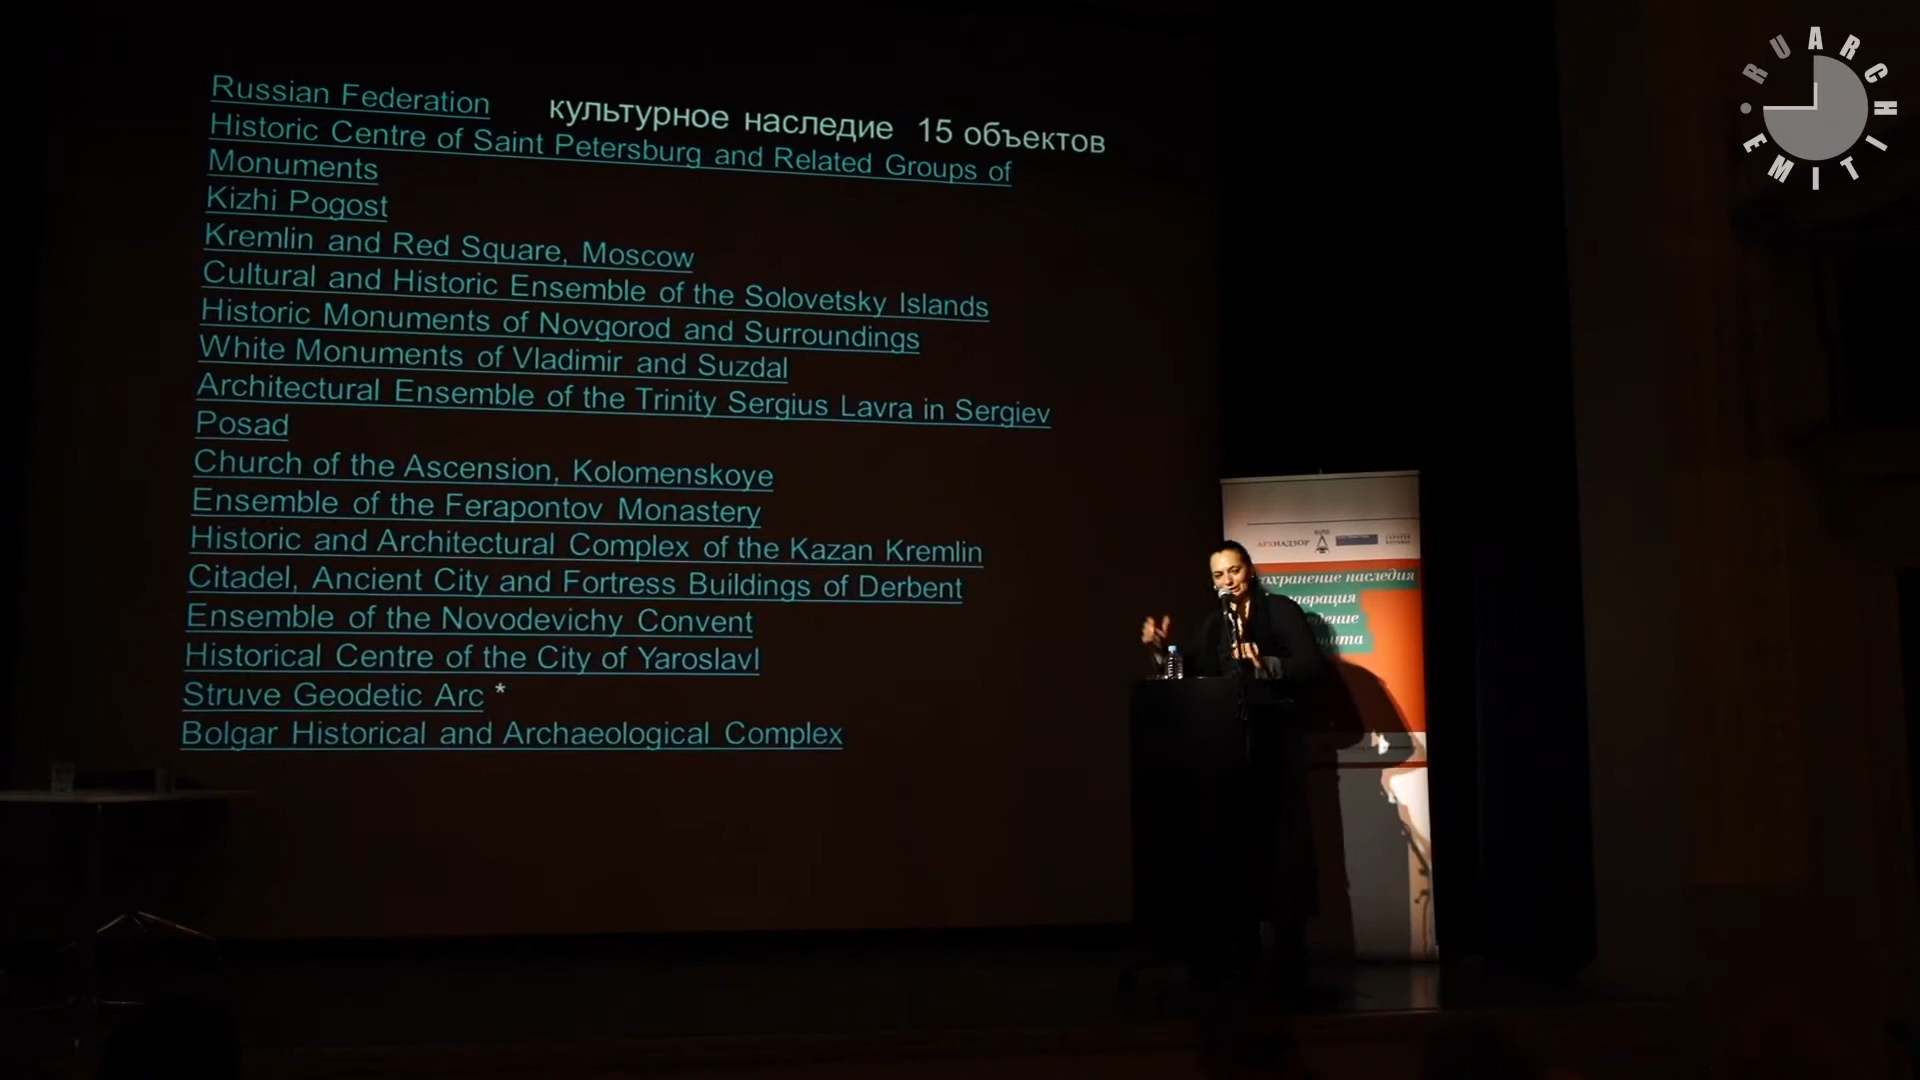 Russian Federation культурное наследие 15 объектов
Historic Centre of Saint Petersburg and Related Groups of
Monuments
Kizhi Pogost
Kremlin and Red Square, Moscow
Cultural and Historic Ensemble of the Solovetsky Islands
Historic Monuments of Novgorod and Surroundings
White Monuments of Vladimir and Suzdal
Architectural Ensemble of the Trinity Sergius Lavra in Sergiev
Posad
Church of the Ascension, Kolomenskoye
Ensemble of the Ferapontov Monastery
Historic and Architectural Complex of the Kazan Kremlin
Citadel, Ancient City and Fortress Buildings of Derbent
Ensemble of the Novodevichy Convent
Historical Centre of the City of Yaroslavl
Struve Geodetic Arc *
Bolgar Historical and Archaeological Complex
RUARCHITIME
АРХНАДЗОР
наследия